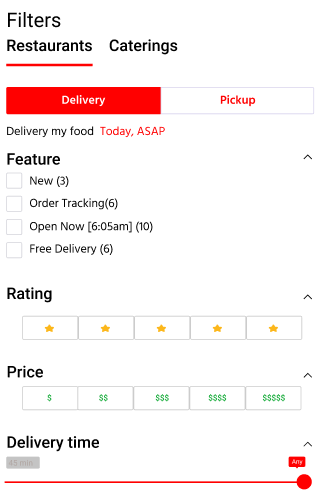 Filters
Restaurants Caterings
Delivery Pickup
Delivery my food Today, ASAP
Feature
New (3)
Order Tracking(6)
Open Now [6:05am] (10)
Free Delivery (6)
Rating
Price
$ $$ $$$ $$$$ $$$$$
Delivery time
45 min
Any